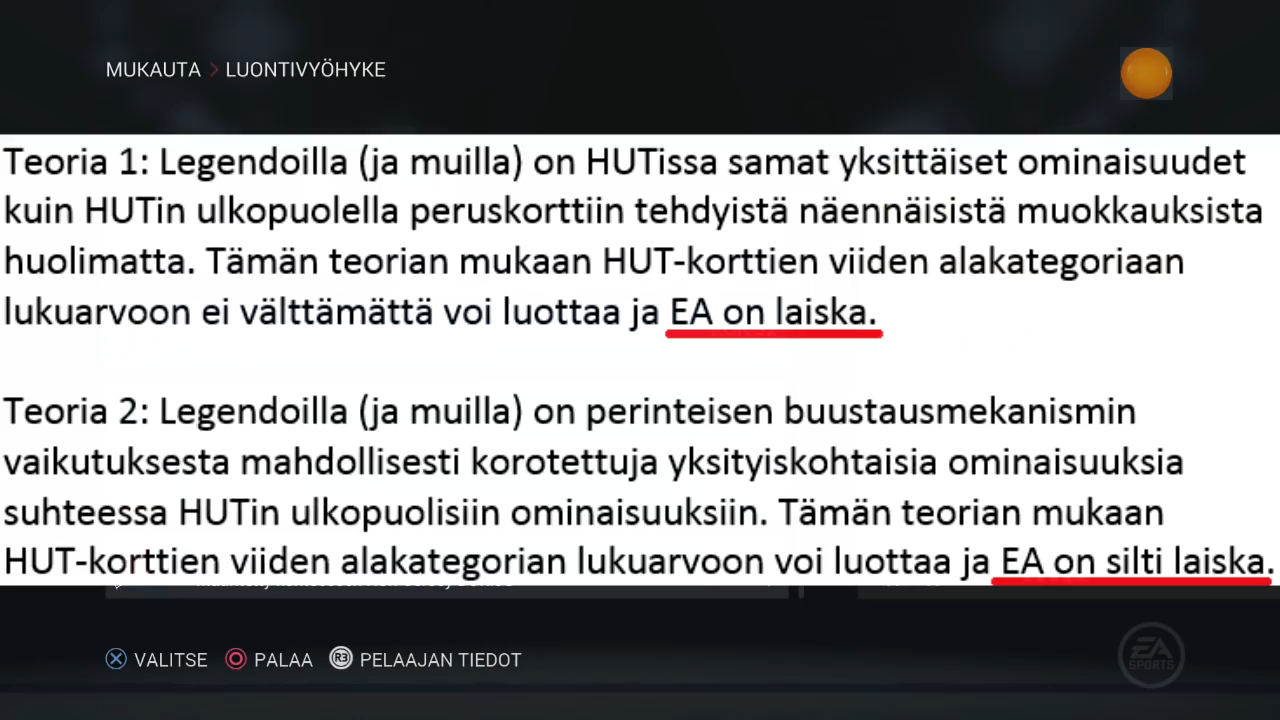 MUKAUTA > LUONTIVYÖHYKE
Teoria 1: Legendoilla (ja muilla) on HUTissa samat yksittäiset ominaisuudet
kuin HUTin ulkopuolella peruskorttiin tehdyistä näennäisistä muokkauksista
huolimatta. Tämän teorian mukaan HUT-korttien viiden alakategoriaan
lukuarvoon ei välttämättä voi luottaa ja EA on laiska.
Teoria 2: Legendoilla (ja muilla) on perinteisen buustausmekanismin
vaikutuksesta mahdollisesti korotettuja yksityiskohtaisia ominaisuuksia
suhteessa HUTin ulkopuolisiin ominaisuuksiin. Tämän teorian mukaan
HUT-korttien viiden alakategorian lukuarvoon voi luottaa ja EA on silti laiska.
VALITSE PALAA R3 PELAAJAN TIEDOT
EA SPORTS